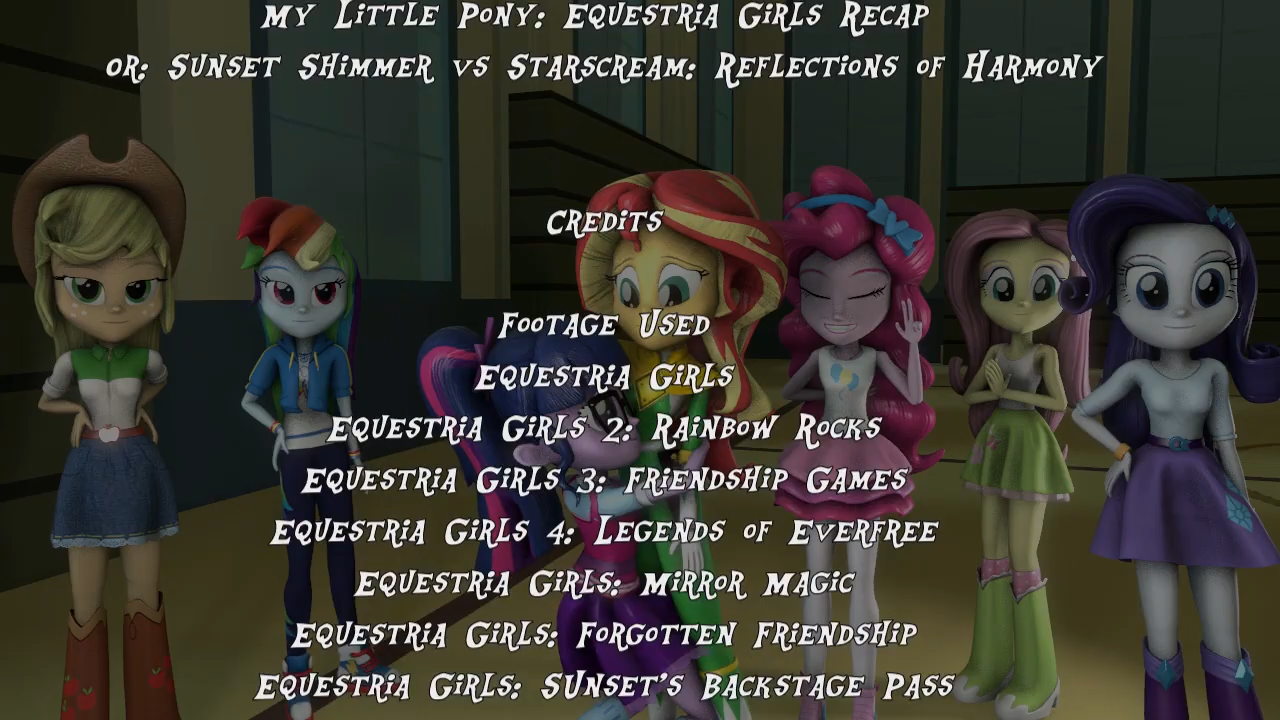 My Little Pony: Equestria Girls Recap
or: Sunset Shimmer vs Starscream: Reflections of Harmony
Credits
Footage Used
Equestria Girls
Equestria Girls 2: Rainbow Rocks
Equestria Girls 3: Friendship Games
Equestria Girls 4: Legends of Everfree
Equestria Girls: Mirror Magic
Equestria Girls: Forgotten Friendship
Equestria Girls: Sunset's Backstage Pass